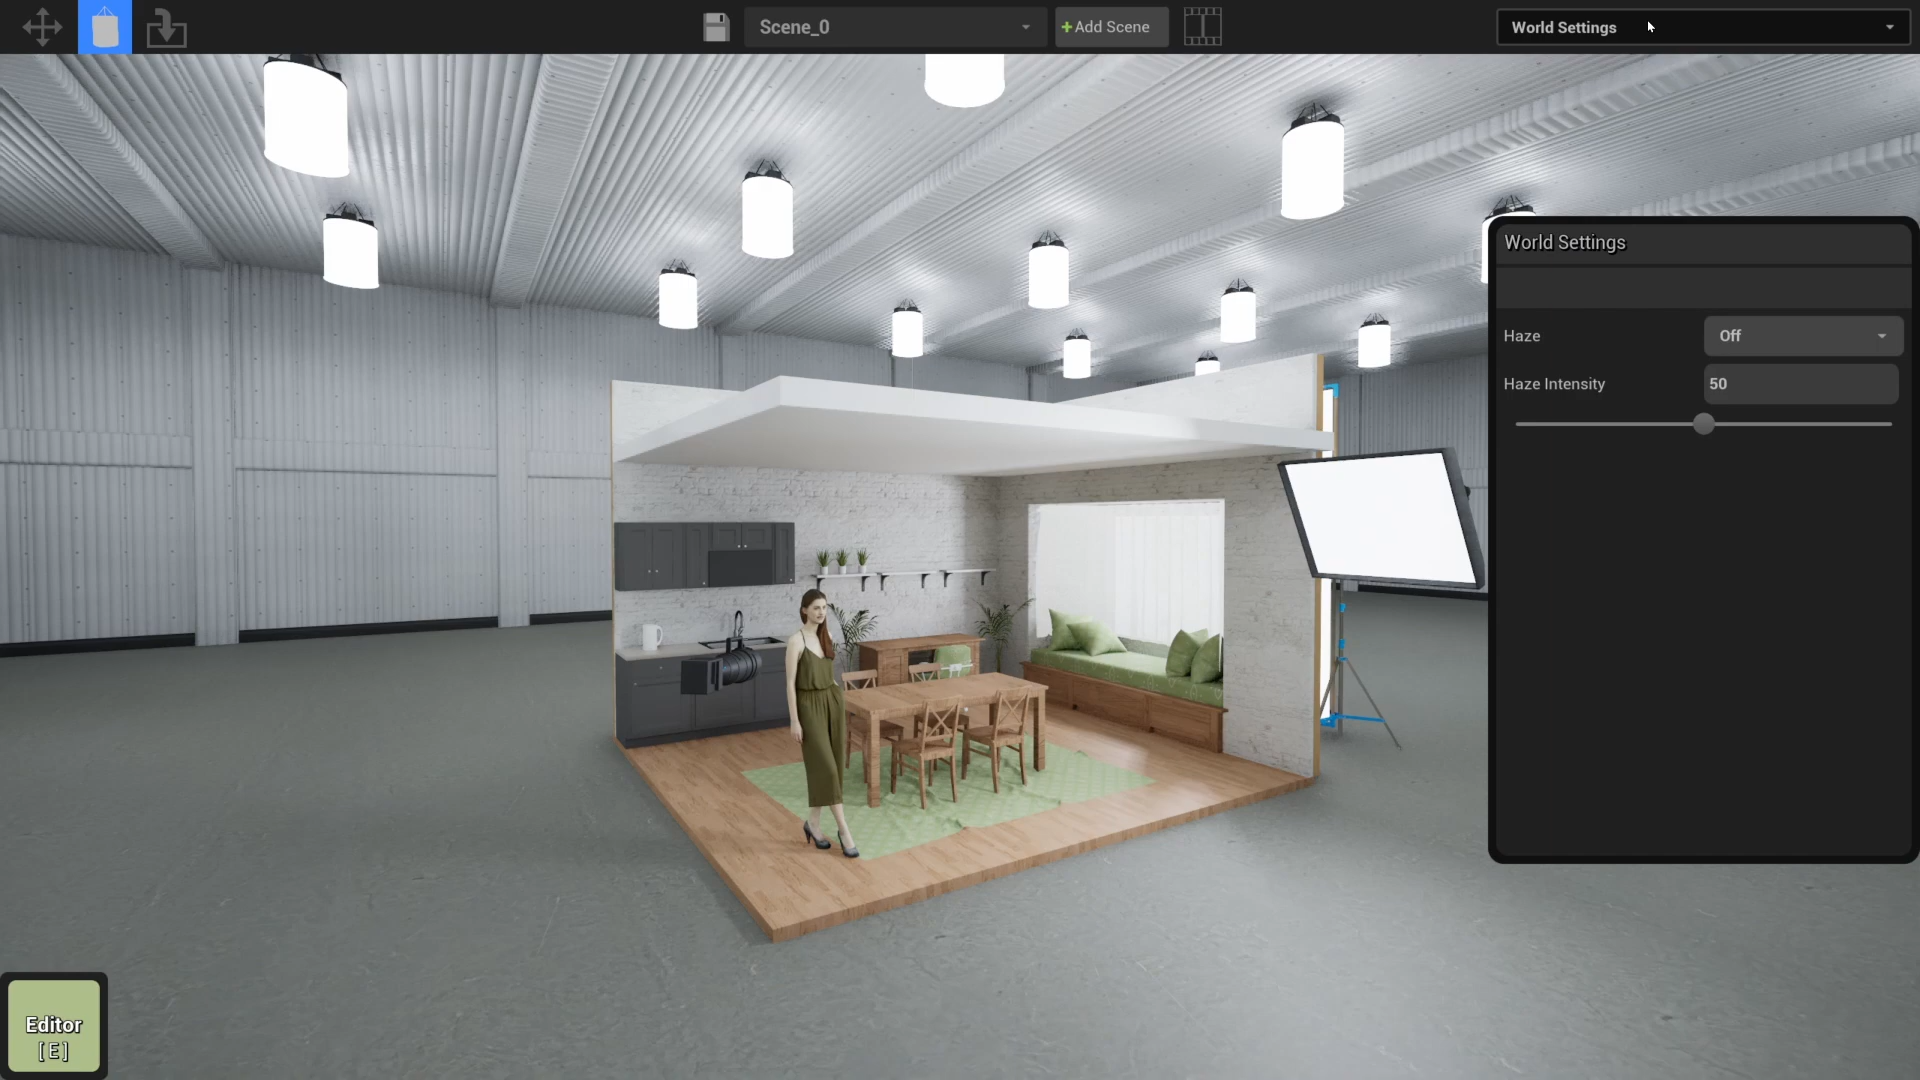 Scene_0
+Add Scene
World Settings
World Settings
Haze
Off
Haze Intensity
50
Editor
[E]